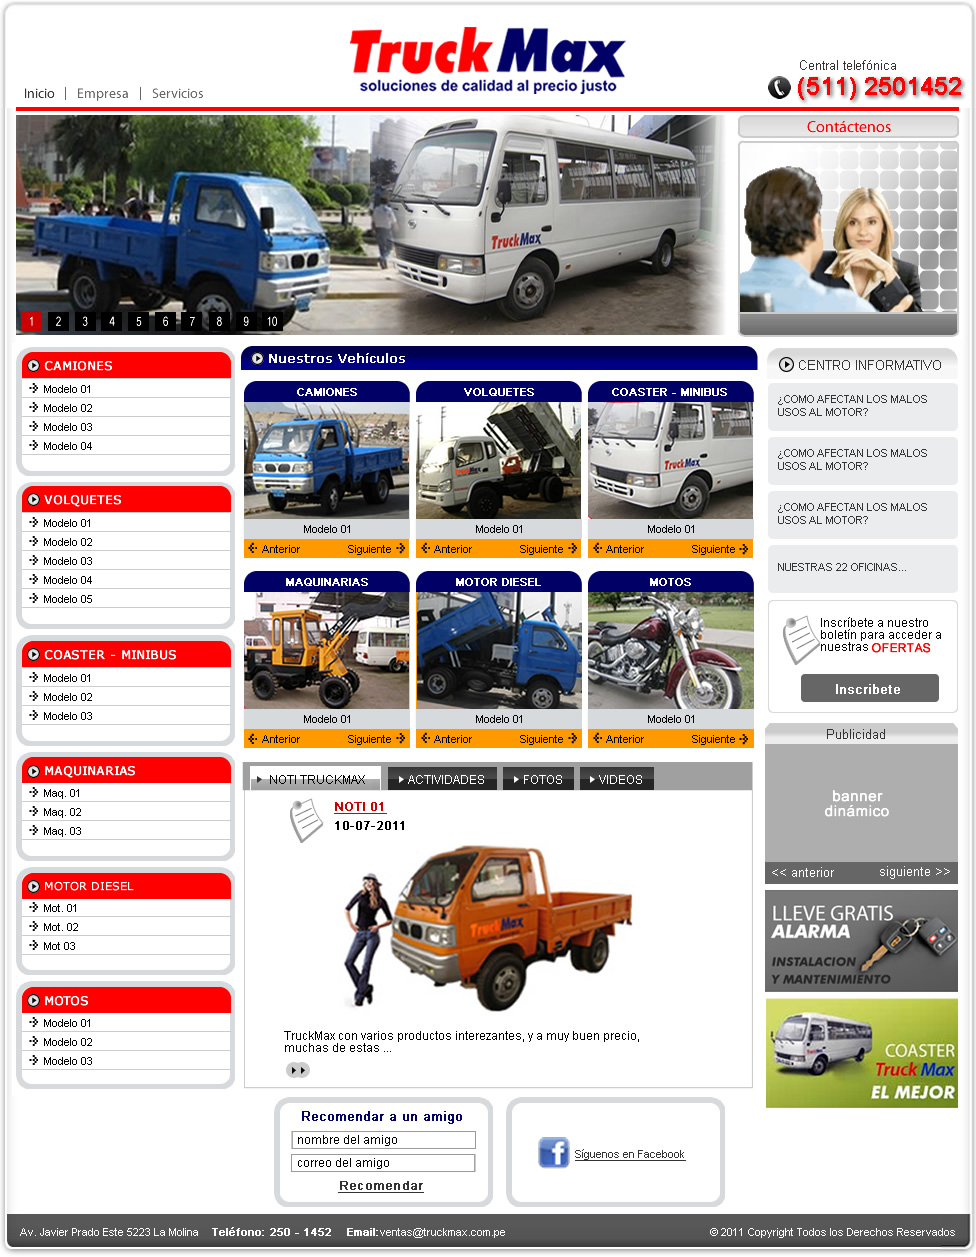 TruckMax
soluciones de calidad al precio justo
Inicio | Empresa | Servicios
Central telefónica
(511) 2501452
TruckMax
1 2 3 4 5 6 7 8 9 10
Contáctenos
CAMIONES
Modelo 01
Modelo 02
Modelo 03
Modelo 04
VOLQUETES
Modelo 01
Modelo 02
Modelo 03
Modelo 04
Modelo 05
COASTER - MINIBUS
Modelo 01
Modelo 02
Modelo 03
MAQUINARIAS
Maq. 01
Maq. 02
Maq. 03
MOTOR DIESEL
Mot. 01
Mot. 02
Mot 03
MOTOS
Modelo 01
Modelo 02
Modelo 03
Nuestros Vehículos
CAMIONES
Modelo 01
Anterior Siguiente
VOLQUETES
TruckMax
Modelo 01
Anterior Siguiente
COASTER - MINIBUS
TruckMax
Modelo 01
Anterior Siguiente
MAQUINARIAS
Modelo 01
Anterior Siguiente
MOTOR DIESEL
Modelo 01
Anterior Siguiente
MOTOS
Modelo 01
Anterior Siguiente
NOTI TRUCKMAX ACTIVIDADES FOTOS VIDEOS
NOTI 01
10-07-2011
TruckMax
TruckMax con varios productos interezantes, y a muy buen precio,
muchas de estas ...
CENTRO INFORMATIVO
¿COMO AFECTAN LOS MALOS
USOS AL MOTOR?
¿COMO AFECTAN LOS MALOS
USOS AL MOTOR?
¿COMO AFECTAN LOS MALOS
USOS AL MOTOR?
NUESTRAS 22 OFICINAS...
Inscríbete a nuestro
boletín para acceder a
nuestras OFERTAS
Inscribete
Publicidad
banner
dinámico
<< anterior siguiente >>
LLEVE GRATIS
ALARMA
INSTALACION
Y MANTENIMIENTO
COASTER
Truck Max
EL MEJOR
Recomendar a un amigo
nombre del amigo
correo del amigo
Recomendar
Síguenos en Facebook
Av. Javier Prado Este 5223 La Molina Teléfono: 250 - 1452 Email:ventas@truckmax.com.pe
© 2011 Copyright Todos los Derechos Reservados